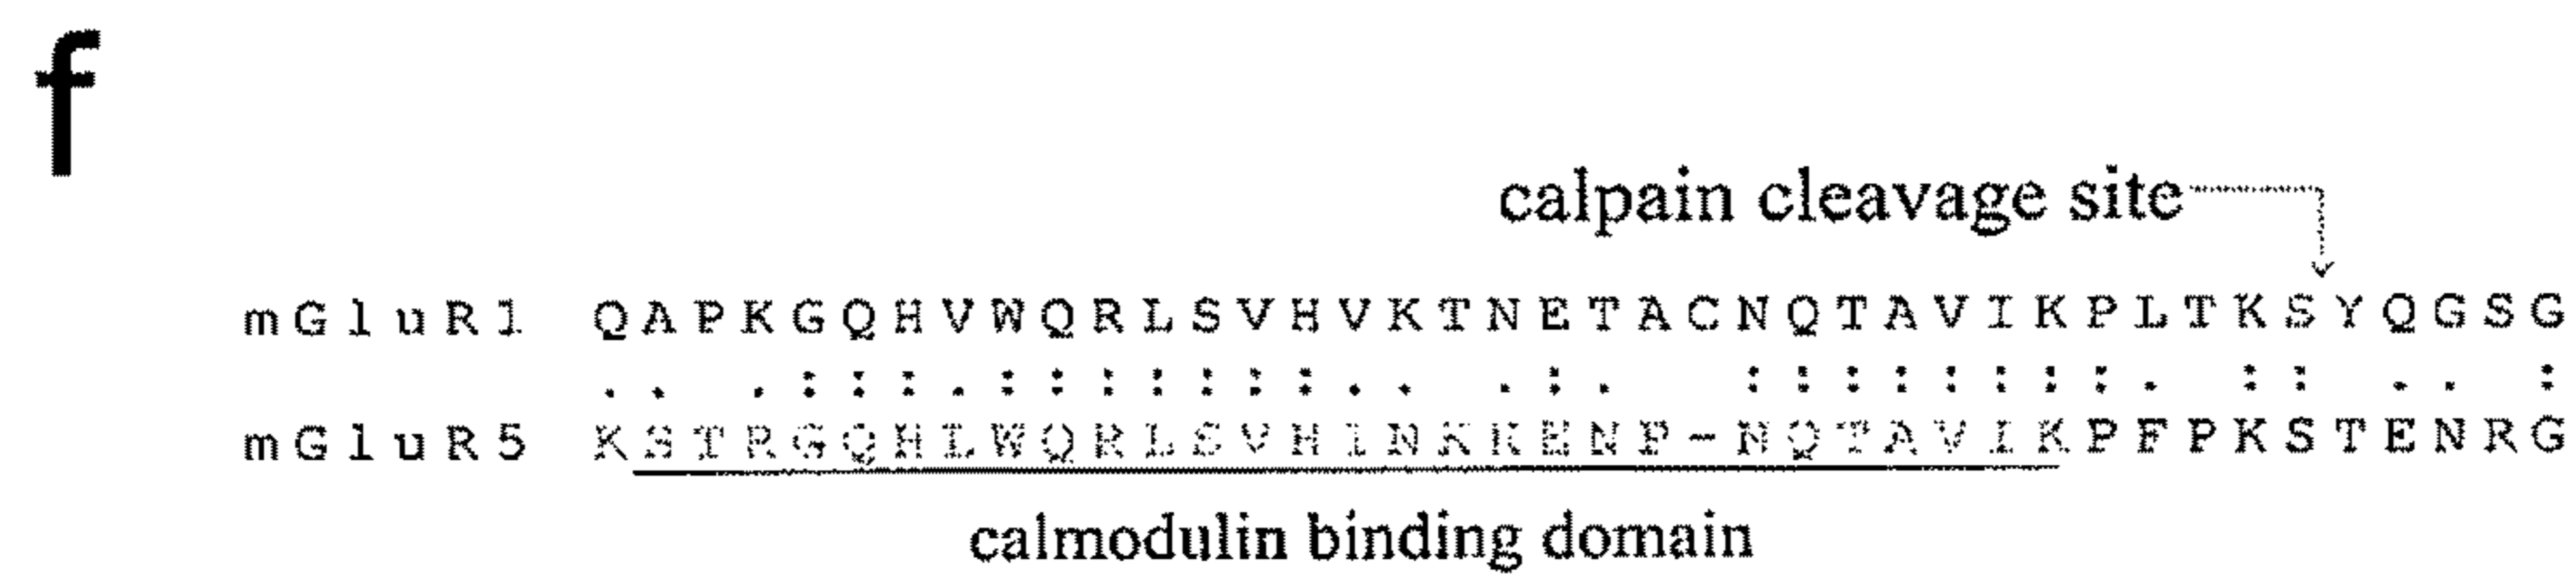 f
calpain cleavage site
mGluR1 QAPKGQHVWQRLSVHVKTNETACNQTAVIKPLTKSYQGSG
.. .:::.:::::::.. .:. ::::::::. :: .. :
mGluR5 KSTRGQHLWQRLSVHINKKENP-NQTAVIKPFPKSTENRG
calmodulin binding domain